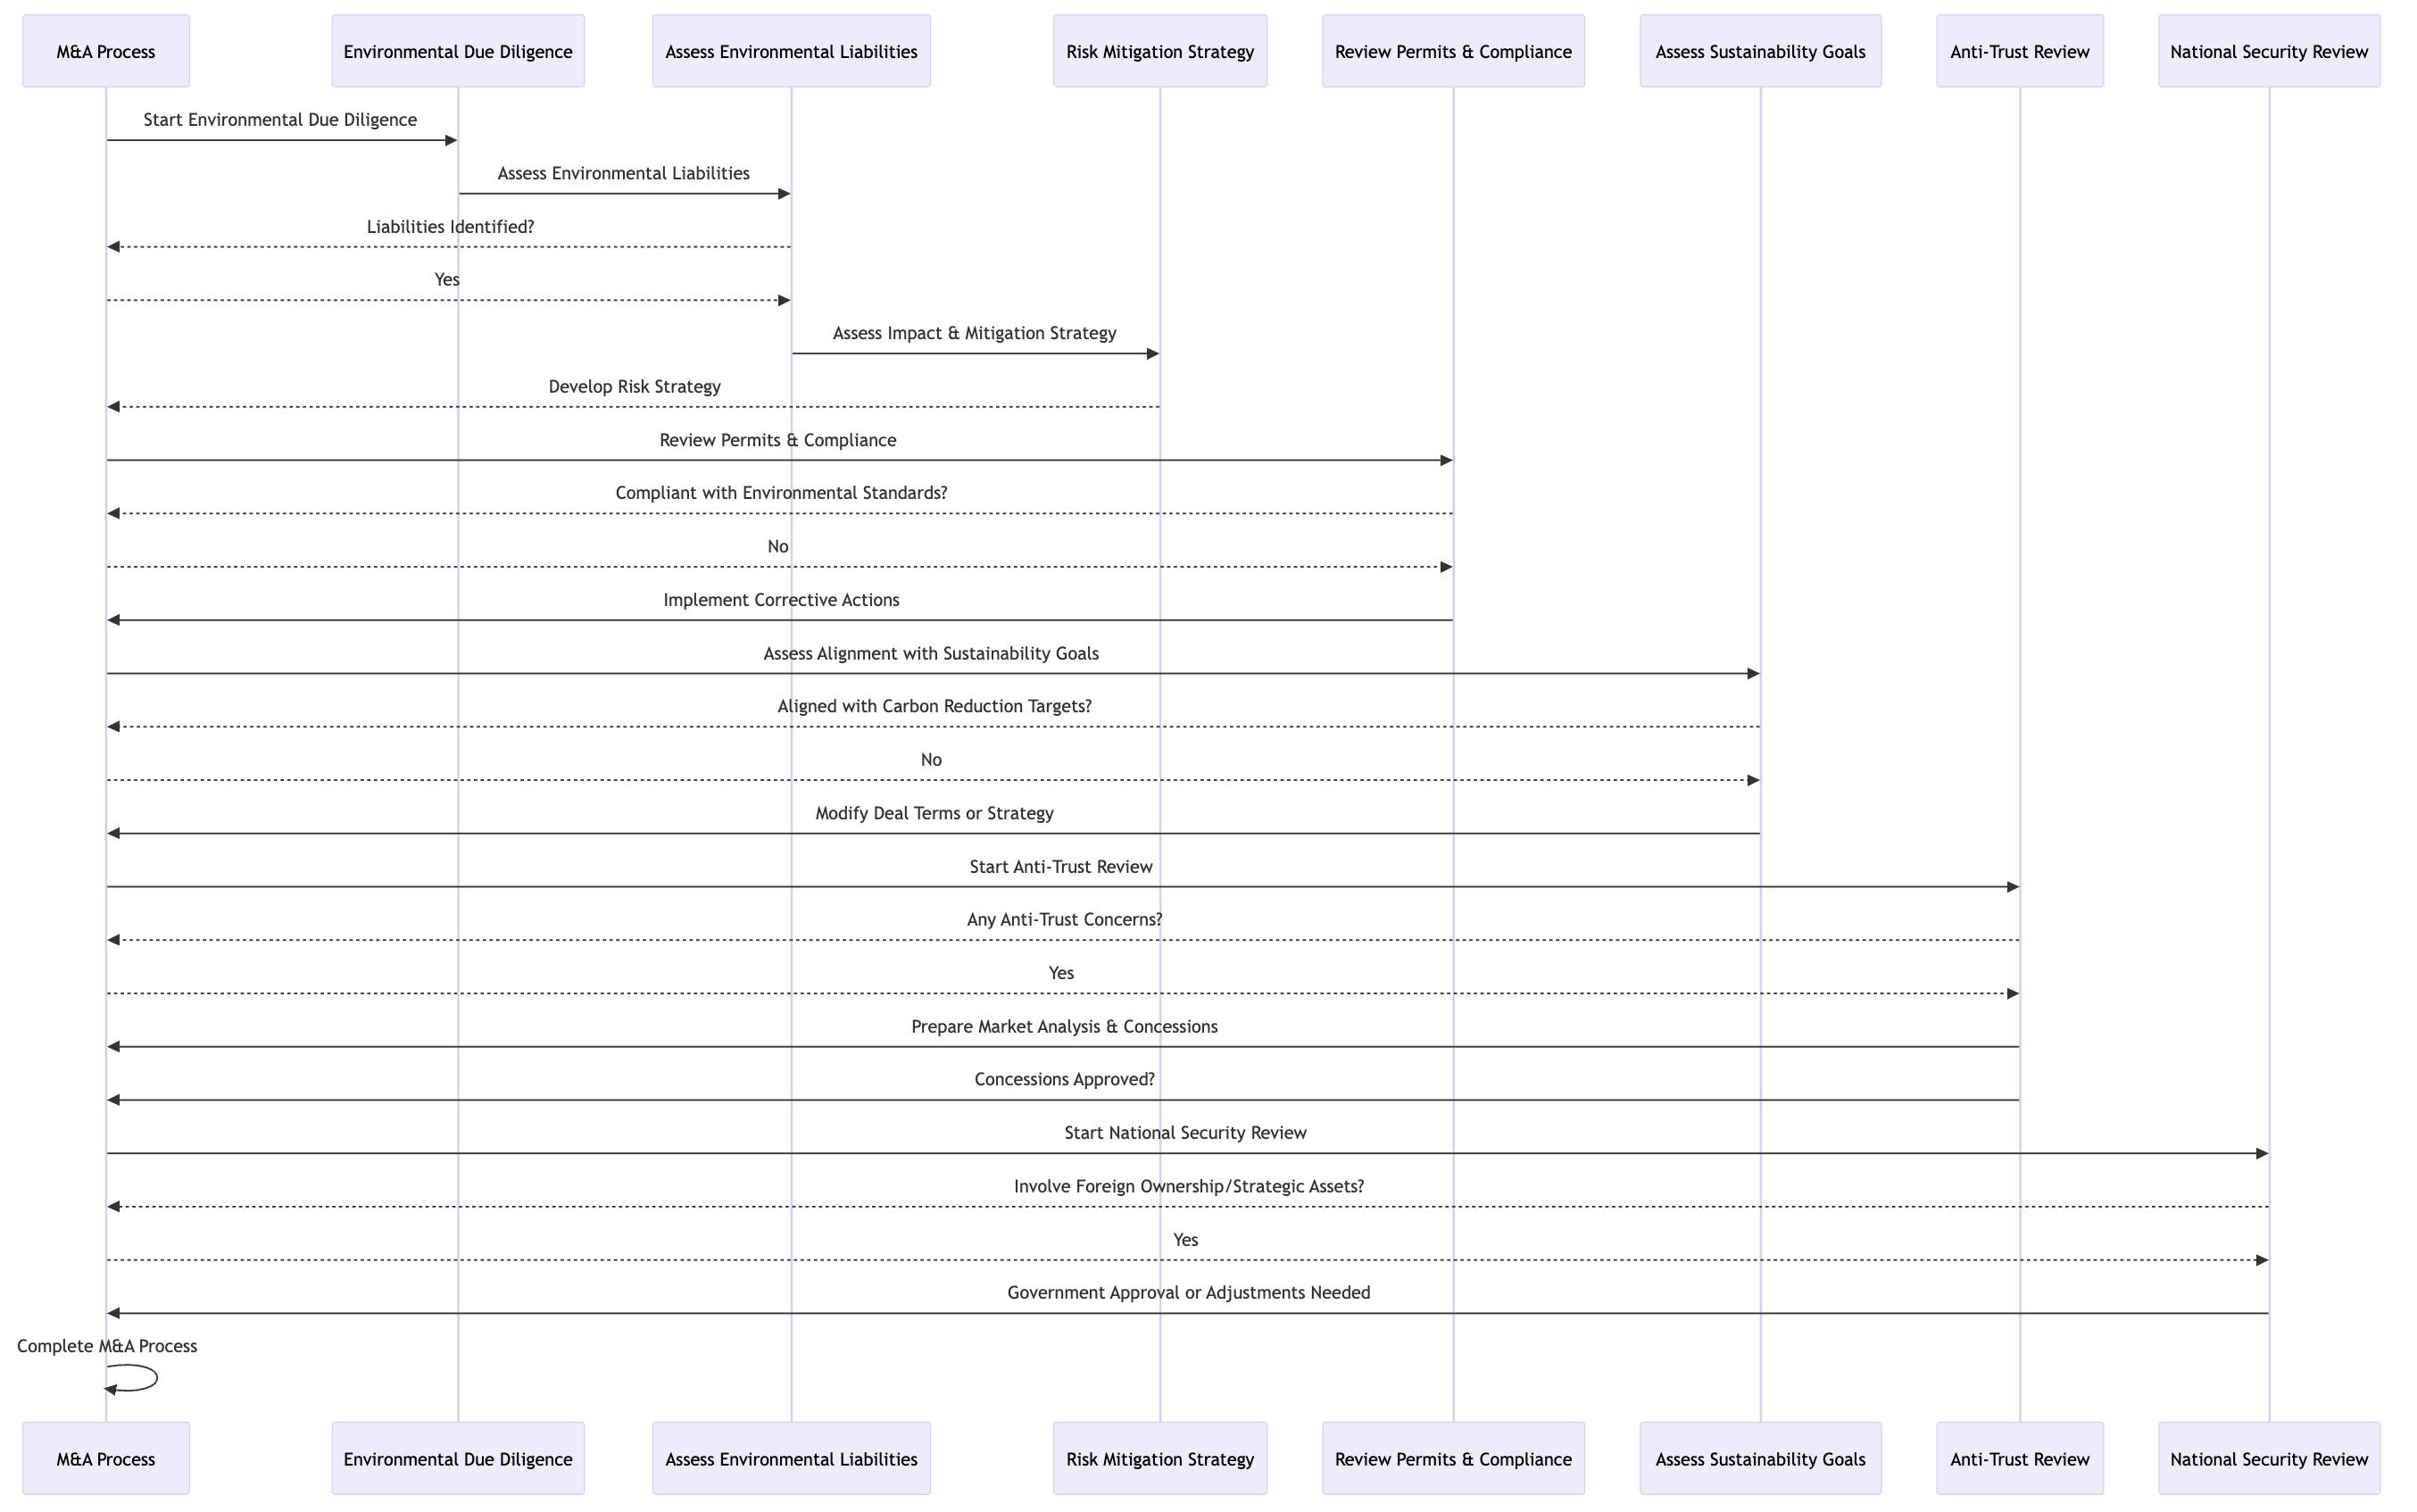 M&A Process
Environmental Due Diligence
Assess Environmental Liabilities
Risk Mitigation Strategy
Review Permits & Compliance
Assess Sustainability Goals
Anti-Trust Review
National Security Review
Start Environmental Due Diligence
Assess Environmental Liabilities
Liabilities Identified?
Yes
Assess Impact & Mitigation Strategy
Develop Risk Strategy
Review Permits & Compliance
Compliant with Environmental Standards?
No
Implement Corrective Actions
Assess Alignment with Sustainability Goals
Aligned with Carbon Reduction Targets?
No
Modify Deal Terms or Strategy
Start Anti-Trust Review
Any Anti-Trust Concerns?
Yes
Prepare Market Analysis & Concessions
Concessions Approved?
Start National Security Review
Involve Foreign Ownership/Strategic Assets?
Yes
Government Approval or Adjustments Needed
Complete M&A Process
M&A Process
Environmental Due Diligence
Assess Environmental Liabilities
Risk Mitigation Strategy
Review Permits & Compliance
Assess Sustainability Goals
Anti-Trust Review
National Security Review